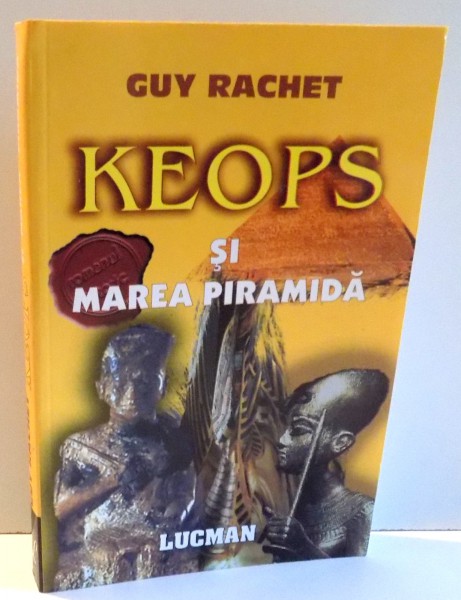 GUY RACHET
KEOPS
ŞI
MAREA PIRAMIDĂ
LUCMAN